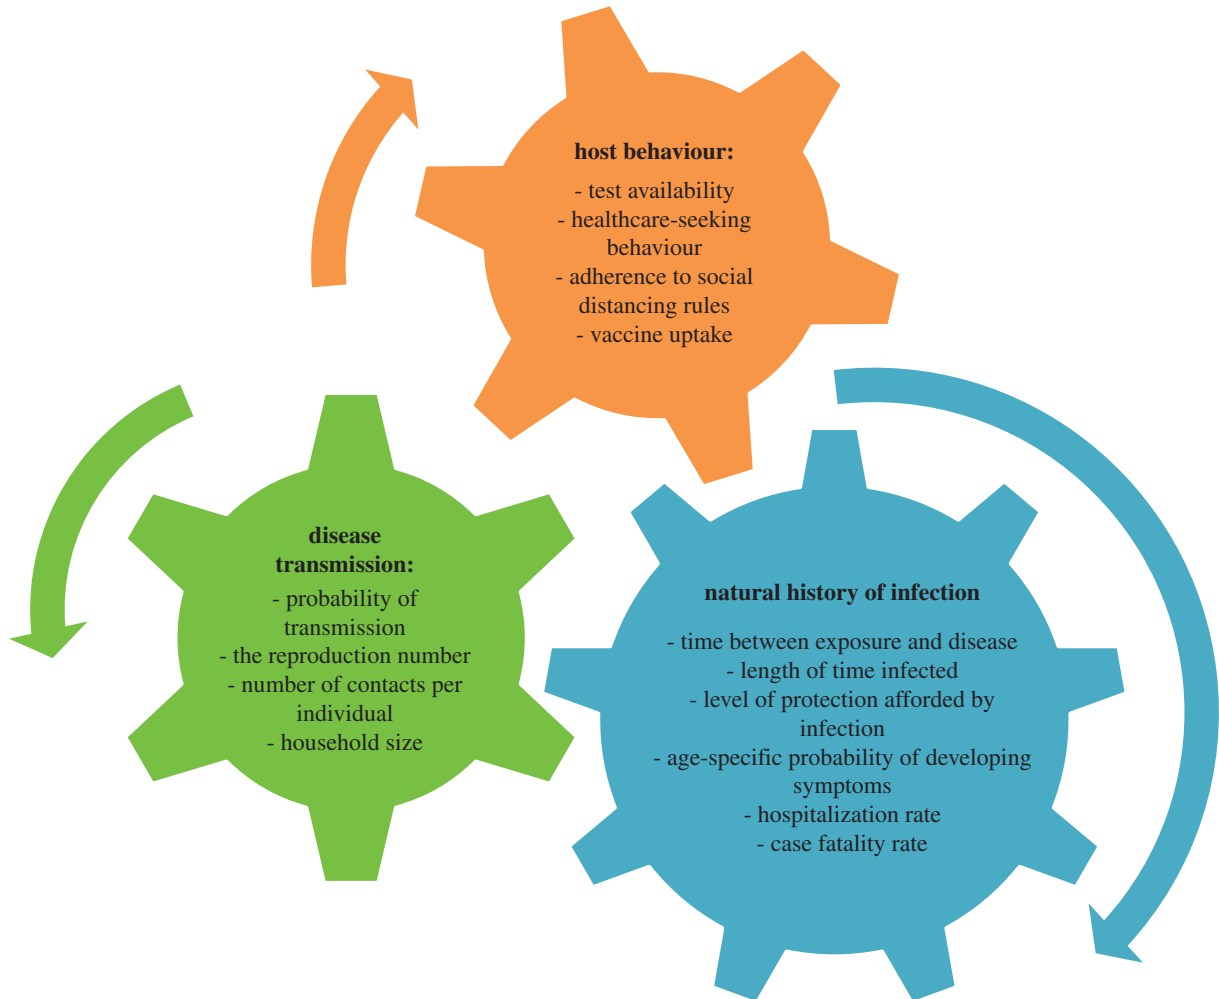 host behaviour:
- test availability
- healthcare-seeking
behaviour
- adherence to social
distancing rules
- vaccine uptake
disease
transmission:
- probability of
transmission
- the reproduction number
- number of contacts per
individual
- household size
natural history of infection
- time between exposure and disease
- length of time infected
- level of protection afforded by
infection
- age-specific probability of developing
symptoms
- hospitalization rate
- case fatality rate